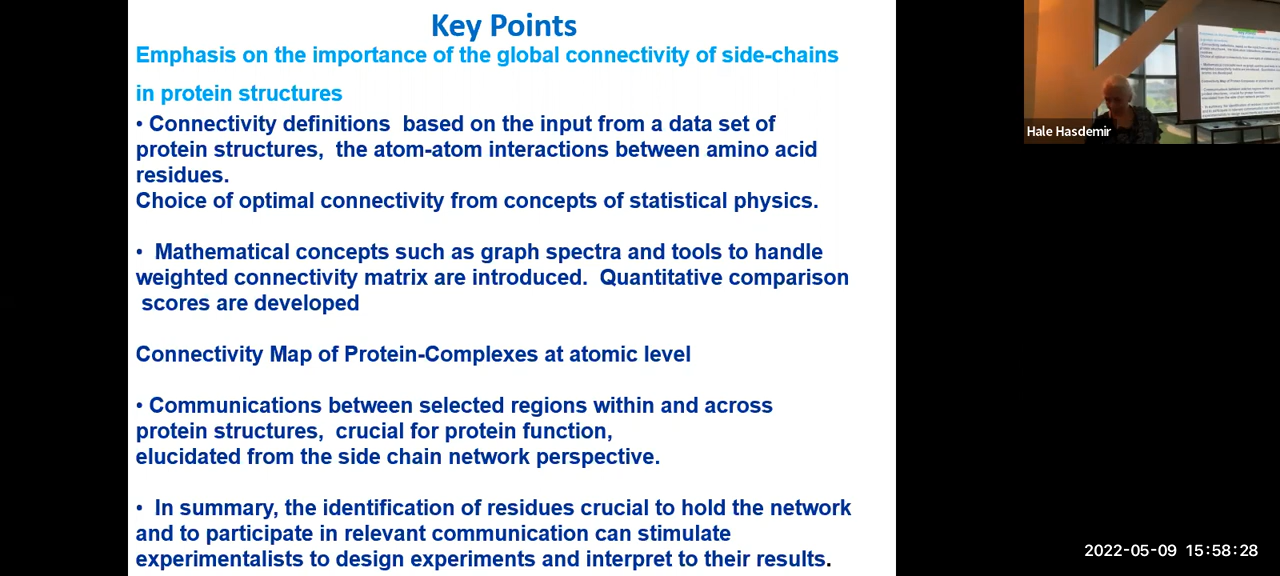 Key Points
Emphasis on the importance of the global connectivity of side-chains
in protein structures
• Connectivity definitions based on the input from a data set of
protein structures, the atom-atom interactions between amino acid
residues.
Choice of optimal connectivity from concepts of statistical physics.
• Mathematical concepts such as graph spectra and tools to handle
weighted connectivity matrix are introduced. Quantitative comparison
scores are developed
Connectivity Map of Protein-Complexes at atomic level
• Communications between selected regions within and across
protein structures, crucial for protein function,
elucidated from the side chain network perspective.
• In summary, the identification of residues crucial to hold the network
and to participate in relevant communication can stimulate
experimentalists to design experiments and interpret to their results.
Hale Hasdemir
2022-05-09 15:58:28